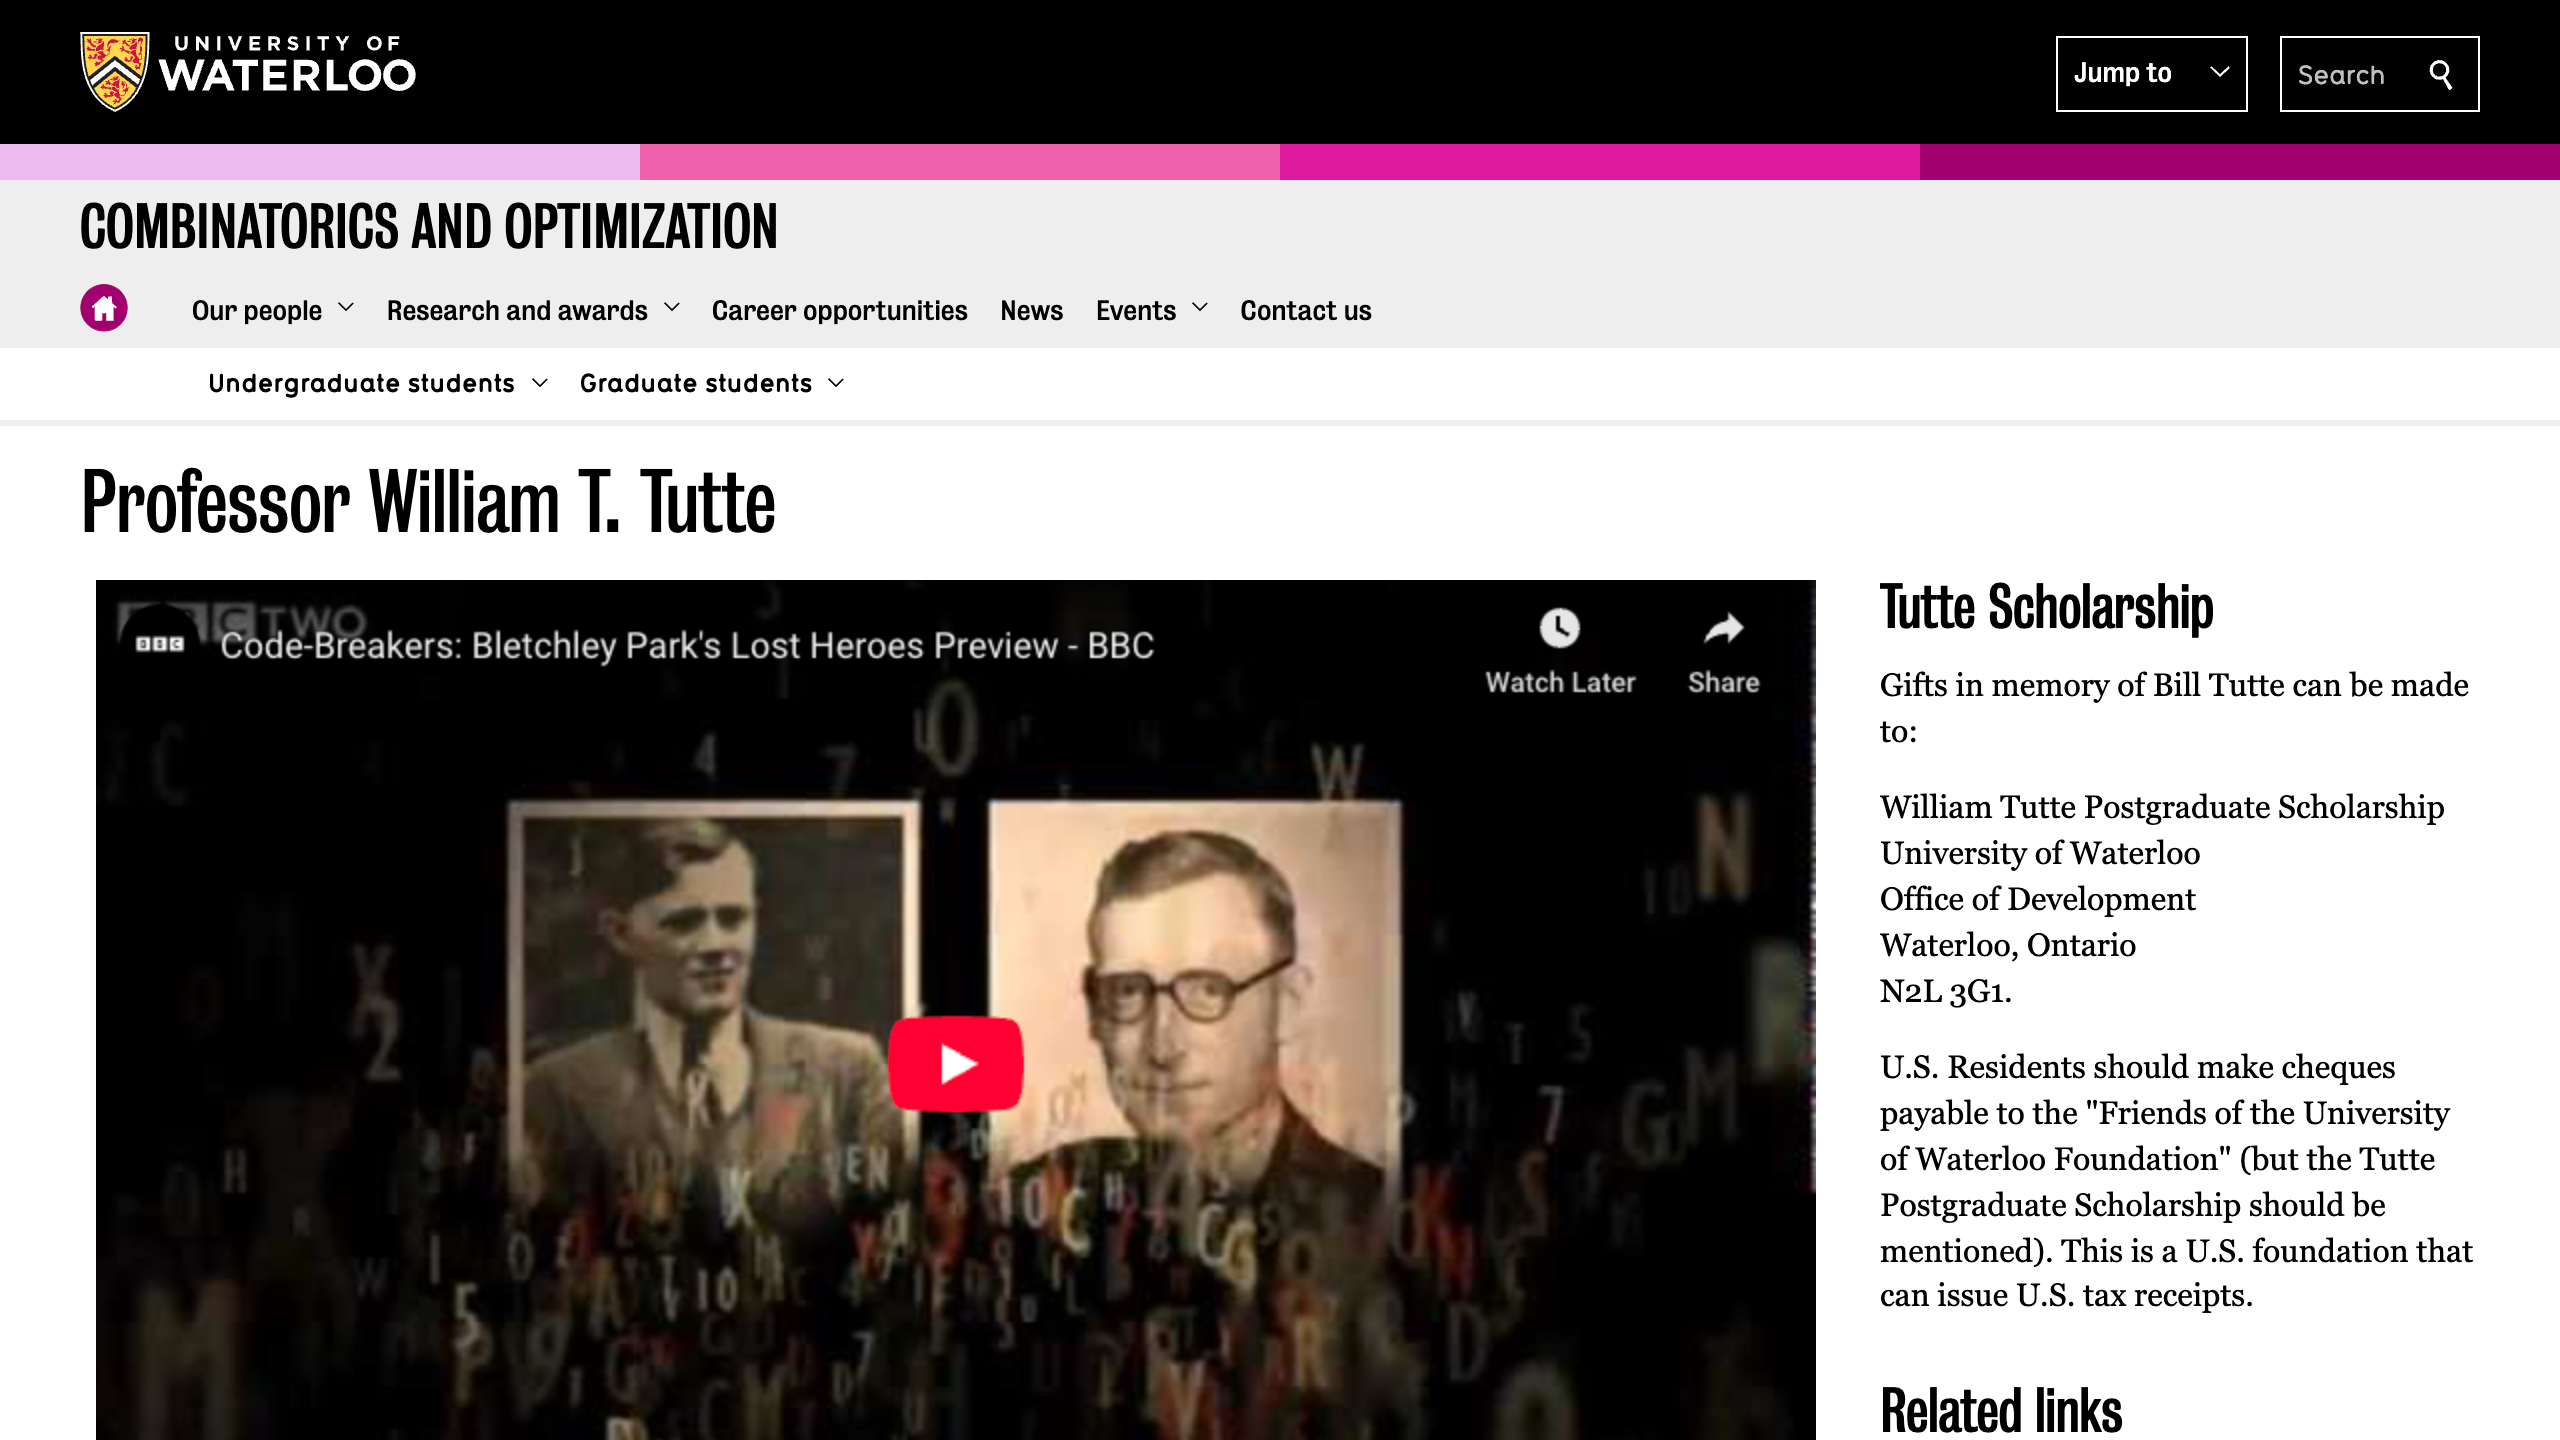 UNIVERSITY OF
WATERLOO
Jump to
Search
COMBINATORICS AND OPTIMIZATION
Our people
Research and awards
Career opportunities
News
Events
Contact us
Undergraduate students
Graduate students
Professor William T. Tutte
BBC TWO
BBC
Code-Breakers: Bletchley Park's Lost Heroes Preview - BBC
Watch Later
Share
Tutte Scholarship
Gifts in memory of Bill Tutte can be made
to:
William Tutte Postgraduate Scholarship
University of Waterloo
Office of Development
Waterloo, Ontario
N2L 3G1.
U.S. Residents should make cheques
payable to the "Friends of the University
of Waterloo Foundation" (but the Tutte
Postgraduate Scholarship should be
mentioned). This is a U.S. foundation that
can issue U.S. tax receipts.
Related links